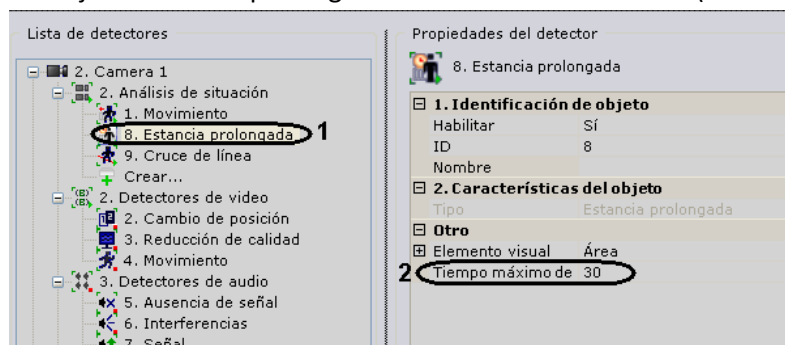 Lista de detectores
2. Camera 1
2. Análisis de situación
1. Movimiento
8. Estancia prolongada 1
9. Cruce de línea
Crear...
2. Detectores de video
2. Cambio de posición
3. Reducción de calidad
4. Movimiento
3. Detectores de audio
5. Ausencia de señal
6. Interferencias
7. Señal
Propiedades del detector
8. Estancia prolongada
1. Identificación de objeto
Habilitar Sí
ID 8
Nombre
2. Características del objeto
Tipo Estancia prolongada
Otro
Elemento visual Área
2 Tiempo máximo de 30